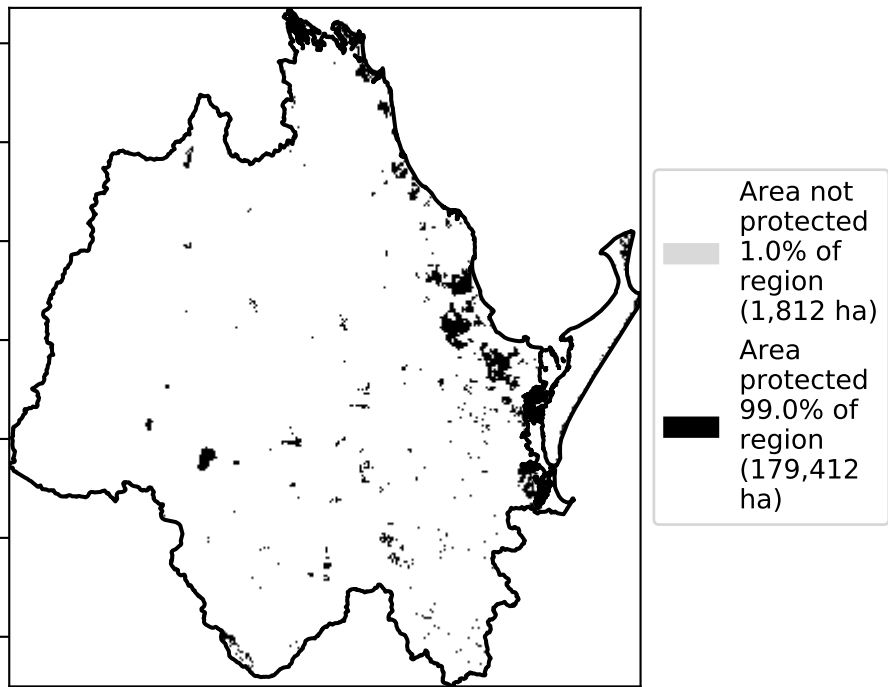 Area not
protected
1.0% of
region
(1,812 ha)
Area
protected
99.0% of
region
(179,412
ha)